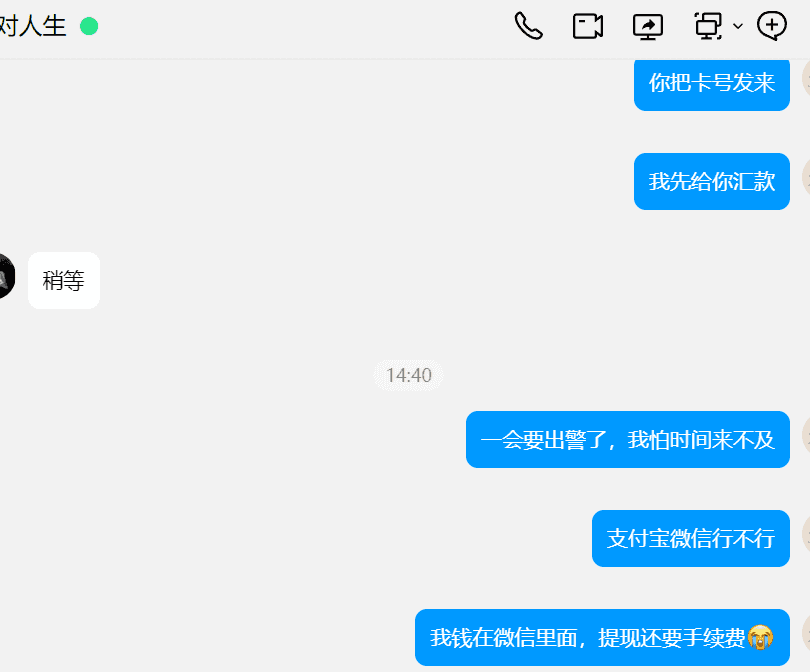 对人生
你把卡号发来
我先给你汇款
稍等
14:40
一会要出警了，我怕时间来不及
支付宝微信行不行
我钱在微信里面，提现还要手续费😭